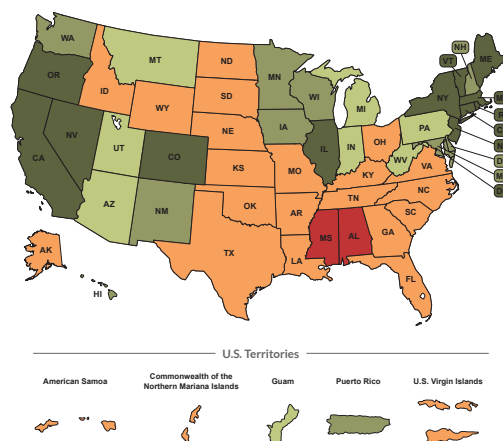 WA
NH
ME
VT
MT
ND
OR
MN
ID
SD
WI
NY
MI
WY
IA
PA
NE
NV
IL
IN
OH
UT
CO
WV
CA
KS
MO
KY
VA
TN
NC
AZ
OK
NM
AR
SC
MS
AL
GA
TX
LA
AK
FL
HI
U.S. Territories
American Samoa
Commonwealth of the
Northern Mariana Islands
Guam
Puerto Rico
U.S. Virgin Islands